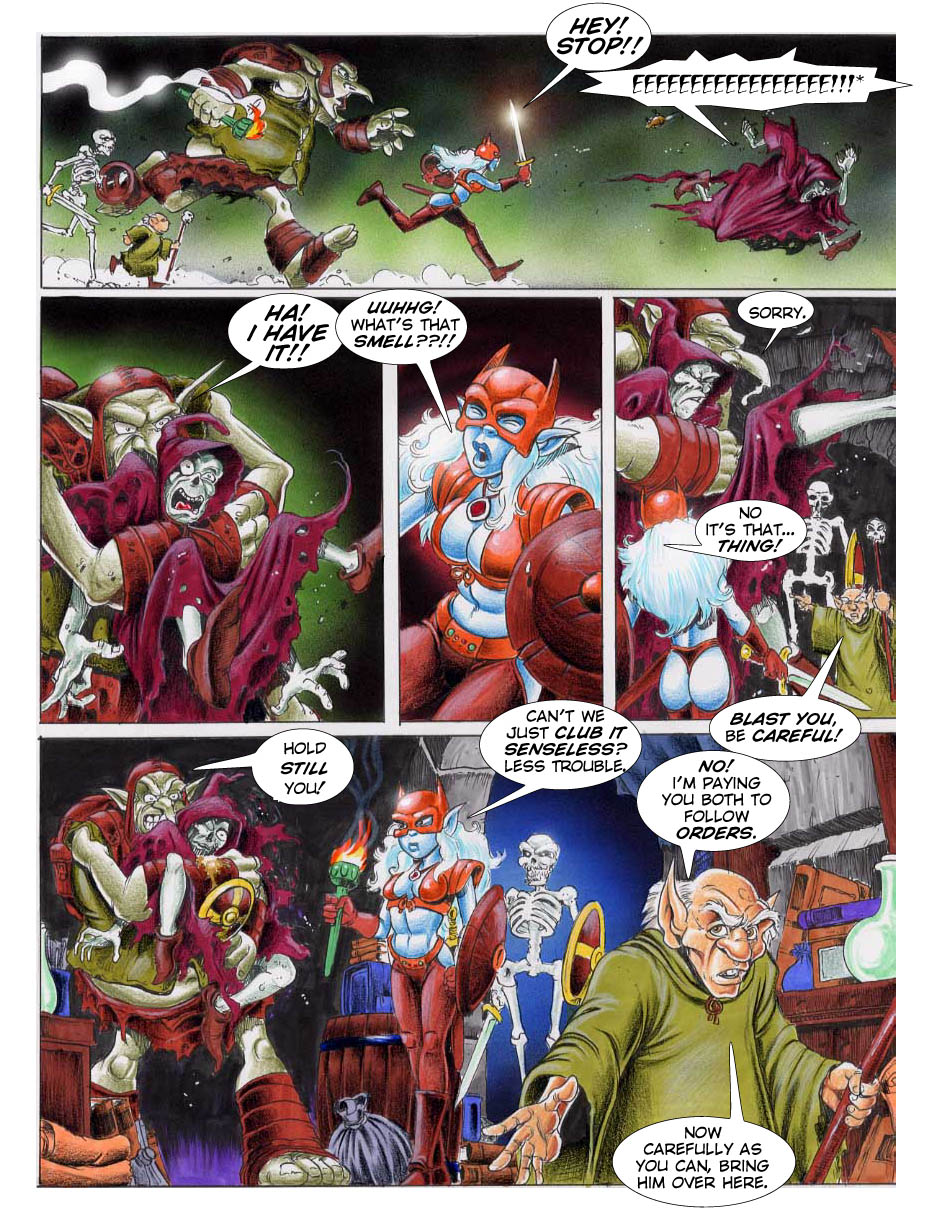 HEY!
STOP!!
EEEEEEEEEEEEEEEEE!!!*
HA!
I HAVE
IT!!
UUHHG!
WHAT'S THAT
SMELL??!!
SORRY.
NO
IT'S THAT...
THING!
BLAST YOU,
BE CAREFUL!
HOLD
STILL
YOU!
CAN'T WE
JUST CLUB IT
SENSELESS?
LESS TROUBLE.
NO!
I'M PAYING
YOU BOTH TO
FOLLOW
ORDERS.
NOW
CAREFULLY AS
YOU CAN, BRING
HIM OVER HERE.